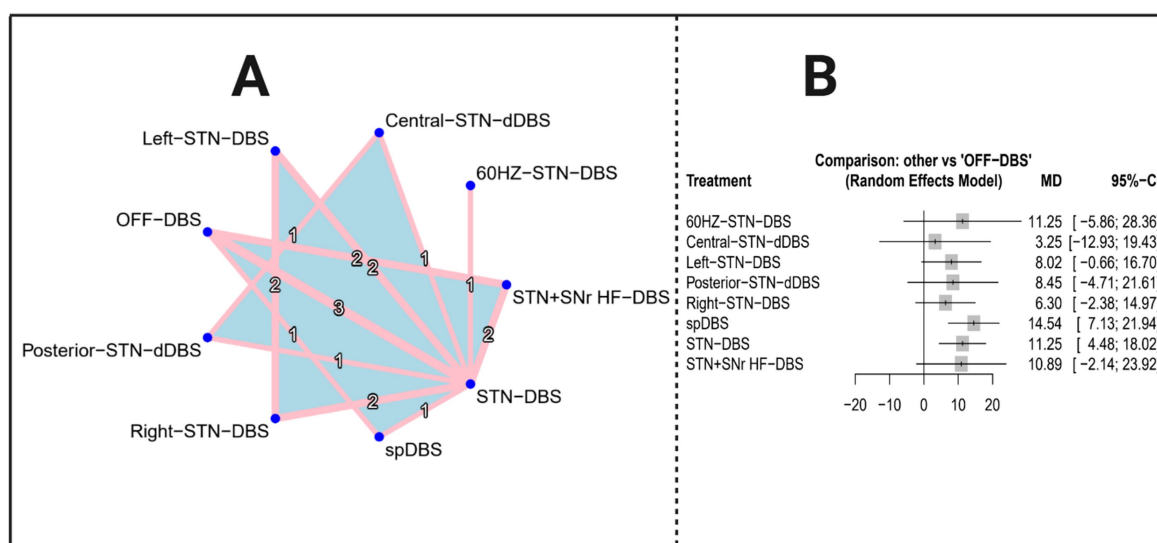 A
Central−STN−dDBS
Left−STN−DBS
60HZ−STN−DBS
OFF−DBS
1
2
2
1
2
1
STN+SNr HF−DBS
3
2
1
Posterior−STN−dDBS
1
STN−DBS
2
1
Right−STN−DBS
spDBS
B
Comparison: other vs 'OFF−DBS'
Treatment (Random Effects Model) MD 95%−C
60HZ−STN−DBS 11.25 [ −5.86; 28.36
Central−STN−dDBS 3.25 [−12.93; 19.43
Left−STN−DBS 8.02 [ −0.66; 16.70
Posterior−STN−dDBS 8.45 [ −4.71; 21.61
Right−STN−DBS 6.30 [ −2.38; 14.97
spDBS 14.54 [ 7.13; 21.94
STN−DBS 11.25 [ 4.48; 18.02
STN+SNr HF−DBS 10.89 [ −2.14; 23.92
−20 −10 0 10 20